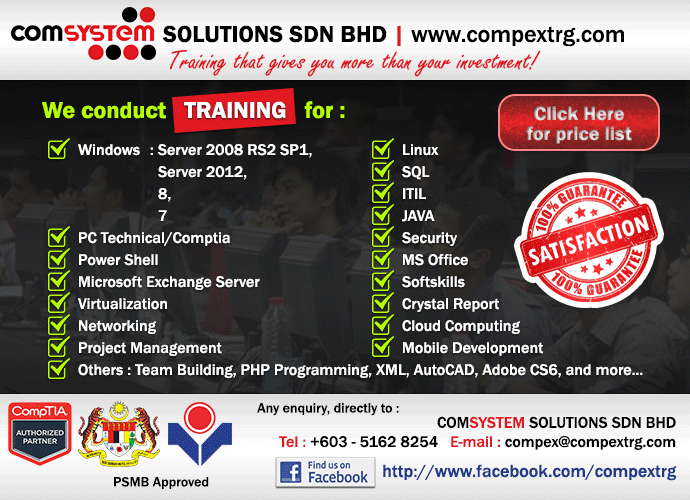 COMSYSTEM SOLUTIONS SDN BHD | www.compextrg.com
Training that gives you more than your investment!
We conduct TRAINING for :
Click Here
for price list
Windows : Server 2008 RS2 SP1,
Server 2012,
8,
7
PC Technical/Comptia
Power Shell
Microsoft Exchange Server
Virtualization
Networking
Project Management
Linux
SQL
ITIL
JAVA
Security
MS Office
Softskills
Crystal Report
Cloud Computing
Mobile Development
Others : Team Building, PHP Programming, XML, AutoCAD, Adobe CS6, and more...
100% GUARANTEE
SATISFACTION
100% GUARANTEE
CompTIA
AUTHORIZED
PARTNER
PSMB Approved
Any enquiry, directly to :
COMSYSTEM SOLUTIONS SDN BHD
Tel : +603 - 5162 8254 E-mail : compex@compextrg.com
Find us on
Facebook
http://www.facebook.com/compextrg